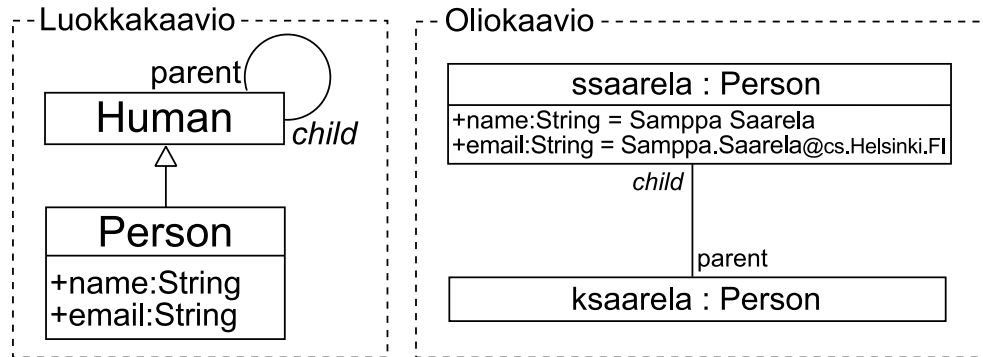 Luokkakaavio
parent
Human
child
Person
+name:String
+email:String
Oliokaavio
ssaarela : Person
+name:String = Samppa Saarela
+email:String = Samppa.Saarela@cs.Helsinki.FI
child
parent
ksaarela : Person